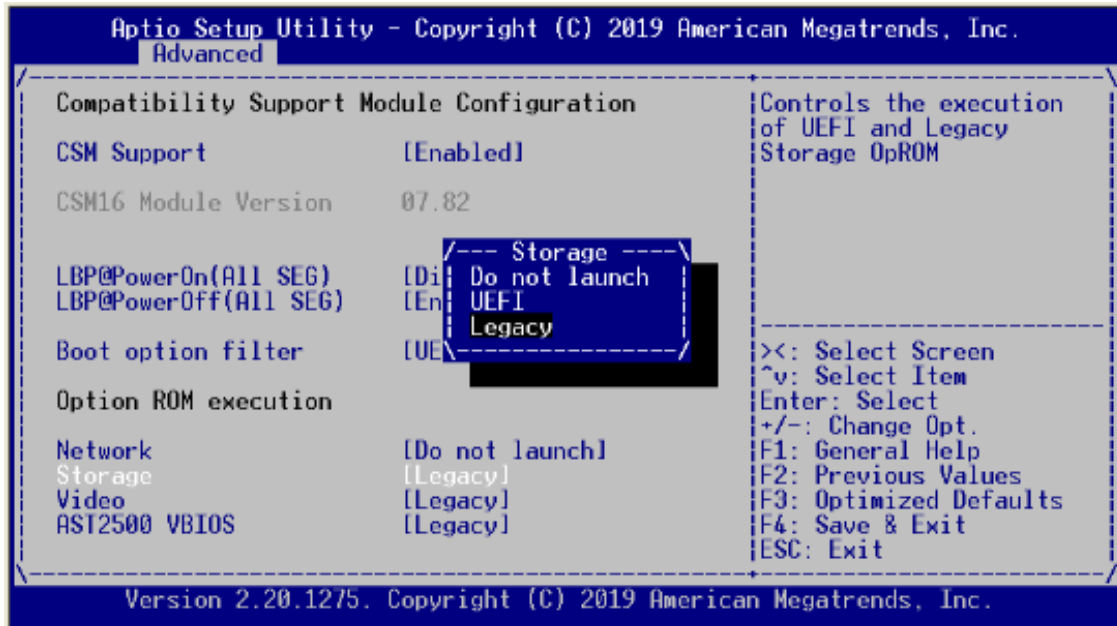 Aptio Setup Utility - Copyright (C) 2019 American Megatrends, Inc.
Advanced
Compatibility Support Module Configuration
CSM Support [Enabled]
CSM16 Module Version 07.82
LBP@PowerOn(All SEG) [Di
LBP@PowerOff(All SEG) [En
Boot option filter [UE
Option ROM execution
Network [Do not launch]
Storage [Legacy]
Video [Legacy]
AST2500 VBIOS [Legacy]
Storage
Do not launch
UEFI
Legacy
Controls the execution
of UEFI and Legacy
Storage OpROM
><: Select Screen
^v: Select Item
Enter: Select
+/-: Change Opt.
F1: General Help
F2: Previous Values
F3: Optimized Defaults
F4: Save & Exit
ESC: Exit
Version 2.20.1275. Copyright (C) 2019 American Megatrends, Inc.